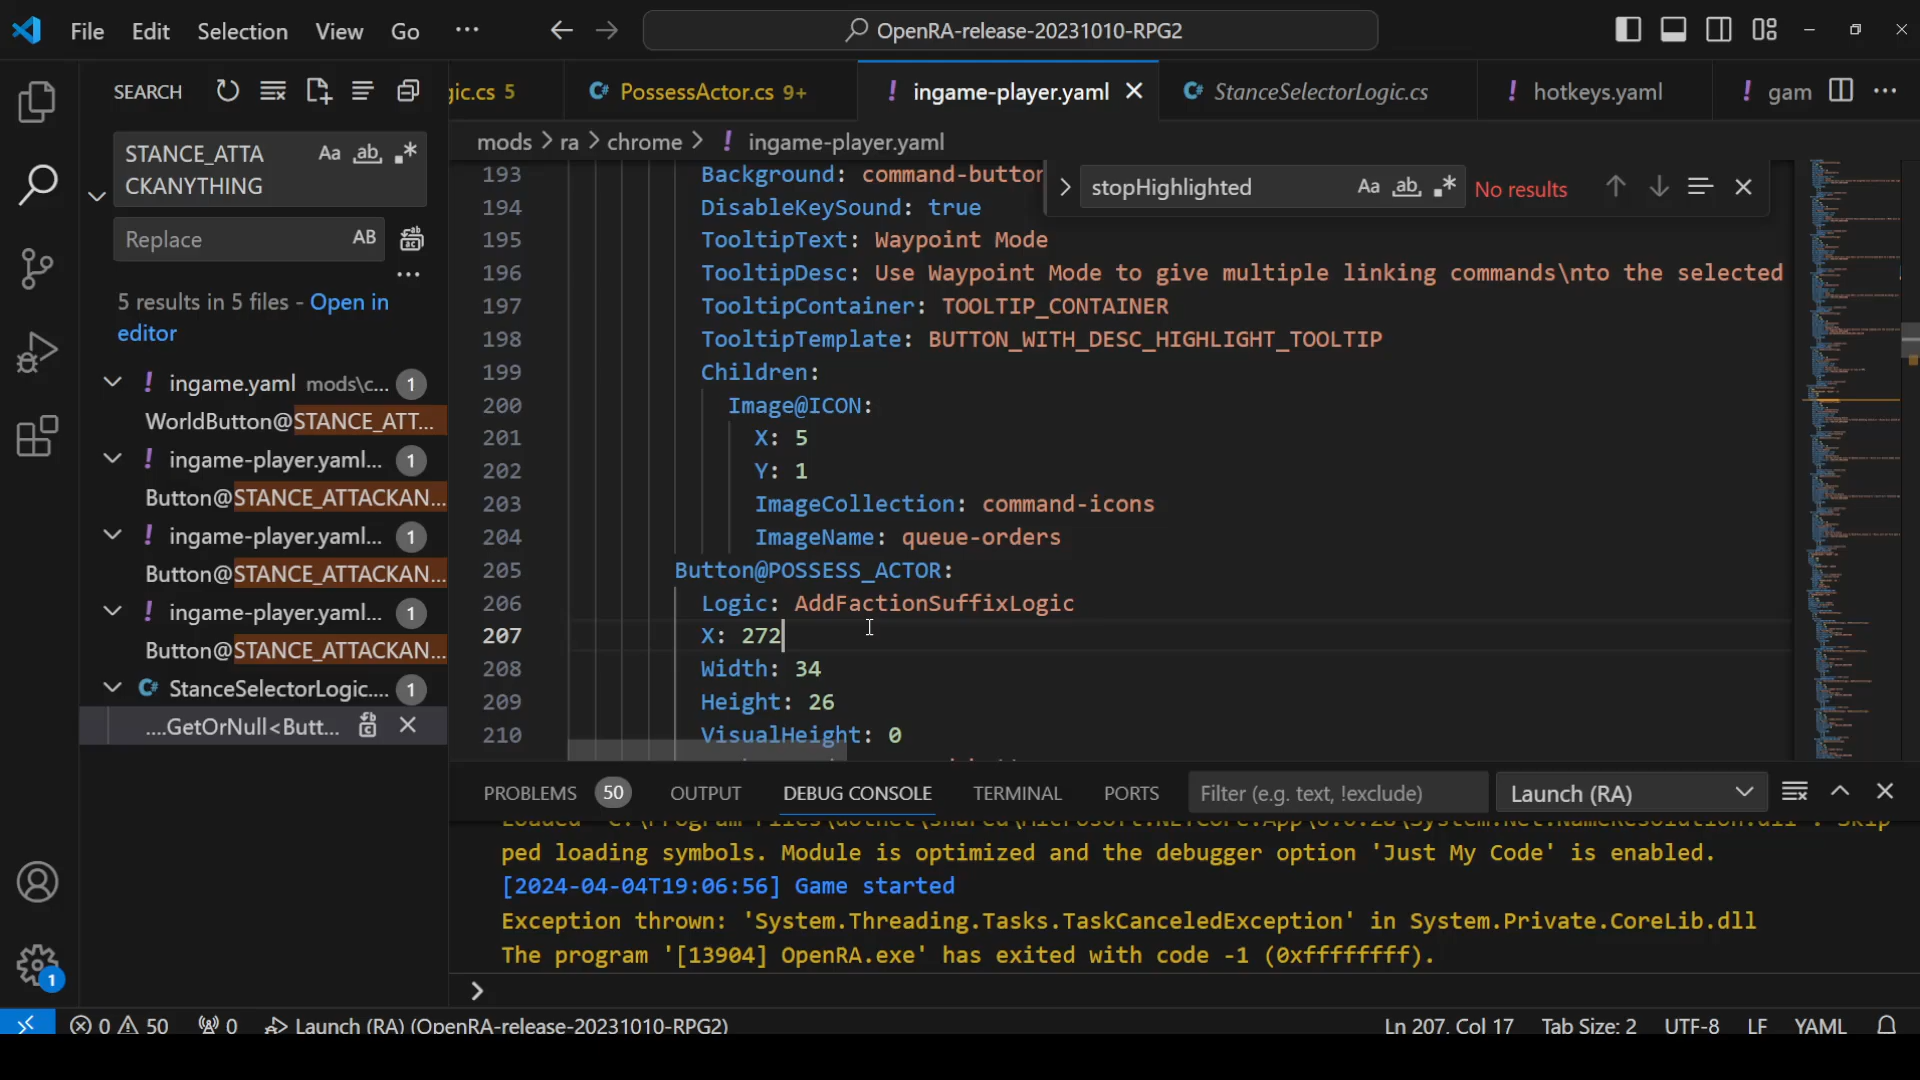 File Edit Selection View Go ... OpenRA-release-20231010-RPG2
SEARCH
gic.cs 5 PossessActor.cs 9+ ! ingame-player.yaml StanceSelectorLogic.cs ! hotkeys.yaml ! gam
STANCE_ATTA
CKANYTHING
Aa ab
Replace AB
5 results in 5 files - Open in
editor
! ingame.yaml mods\c... 1
WorldButton@STANCE_ATT...
! ingame-player.yaml... 1
Button@STANCE_ATTACKAN...
! ingame-player.yaml... 1
Button@STANCE_ATTACKAN...
! ingame-player.yaml... 1
Button@STANCE_ATTACKAN...
StanceSelectorLogic.... 1
....GetOrNull<Butt...
mods > ra > chrome > ! ingame-player.yaml
stopHighlighted Aa ab No results
193 Background: command-button
194 DisableKeySound: true
195 TooltipText: Waypoint Mode
196 TooltipDesc: Use Waypoint Mode to give multiple linking commands\nto the selected
197 TooltipContainer: TOOLTIP_CONTAINER
198 TooltipTemplate: BUTTON_WITH_DESC_HIGHLIGHT_TOOLTIP
199 Children:
200 Image@ICON:
201 X: 5
202 Y: 1
203 ImageCollection: command-icons
204 ImageName: queue-orders
205 Button@POSSESS_ACTOR:
206 Logic: AddFactionSuffixLogic
207 X: 272
208 Width: 34
209 Height: 26
210 VisualHeight: 0
PROBLEMS 50 OUTPUT DEBUG CONSOLE TERMINAL PORTS Filter (e.g. text, !exclude) Launch (RA)
ped loading symbols. Module is optimized and the debugger option 'Just My Code' is enabled.
[2024-04-04T19:06:56] Game started
Exception thrown: 'System.Threading.Tasks.TaskCanceledException' in System.Private.CoreLib.dll
The program '[13904] OpenRA.exe' has exited with code -1 (0xffffffff).
1
0 50 0 Launch (RA) (OpenRA-release-20231010-RPG2) Ln 207, Col 17 Tab Size: 2 UTF-8 LF YAML